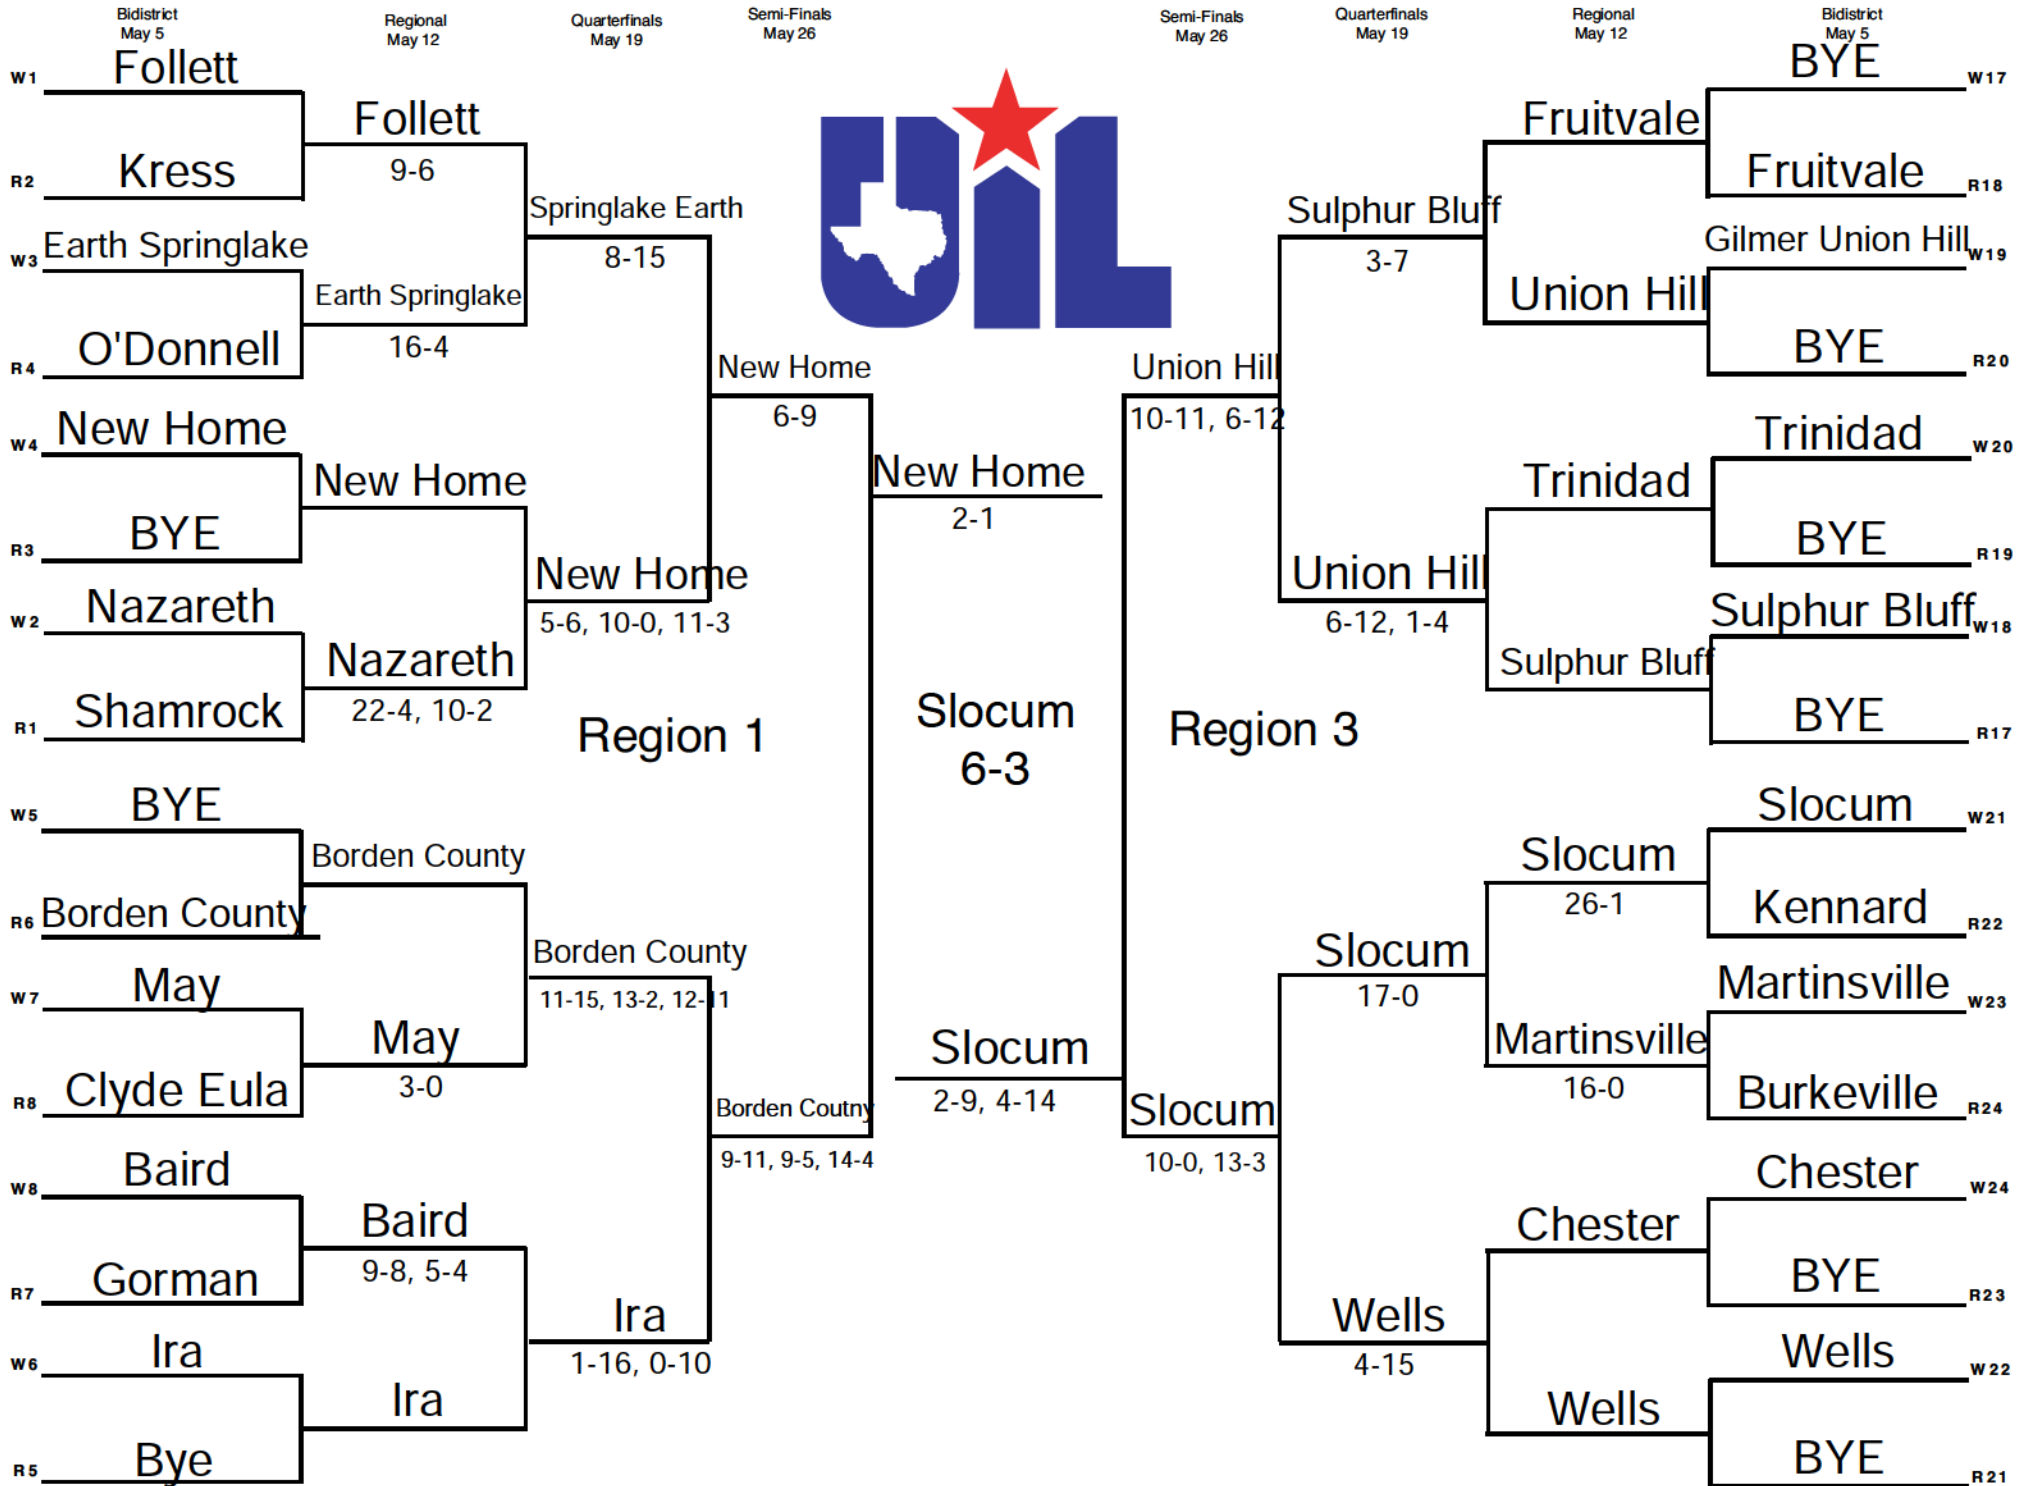 Bidistrict
May 5
Regional
May 12
Quarterfinals
May 19
Semi-Finals
May 26
Semi-Finals
May 26
Quarterfinals
May 19
Regional
May 12
Bidistrict
May 5
W1 Follett
R2 Kress
W3 Earth Springlake
R4 O'Donnell
W4 New Home
R3 BYE
W2 Nazareth
R1 Shamrock
W5 BYE
R6 Borden County
W7 May
R8 Clyde Eula
W8 Baird
R7 Gorman
W6 Ira
R5 Bye
Follett
9-6
Earth Springlake
16-4
New Home
Nazareth
22-4, 10-2
Borden County
May
3-0
Baird
9-8, 5-4
Ira
Springlake Earth
8-15
New Home
5-6, 10-0, 11-3
Region 1
Borden County
11-15, 13-2, 12-11
Ira
1-16, 0-10
New Home
6-9
Borden Coutny
9-11, 9-5, 14-4
UIL
New Home
2-1
Slocum
6-3
Slocum
2-9, 4-14
Union Hill
10-11, 6-12
Slocum
10-0, 13-3
Region 3
Sulphur Bluff
3-7
Union Hill
6-12, 1-4
Slocum
17-0
Wells
4-15
Fruitvale
Union Hill
Trinidad
Sulphur Bluff
Slocum
26-1
Martinsville
16-0
Chester
Wells
BYE W17
Fruitvale R18
Gilmer Union Hill W19
BYE R20
Trinidad W20
BYE R19
Sulphur Bluff W18
BYE R17
Slocum W21
Kennard R22
Martinsville W23
Burkeville R24
Chester W24
BYE R23
Wells W22
BYE R21